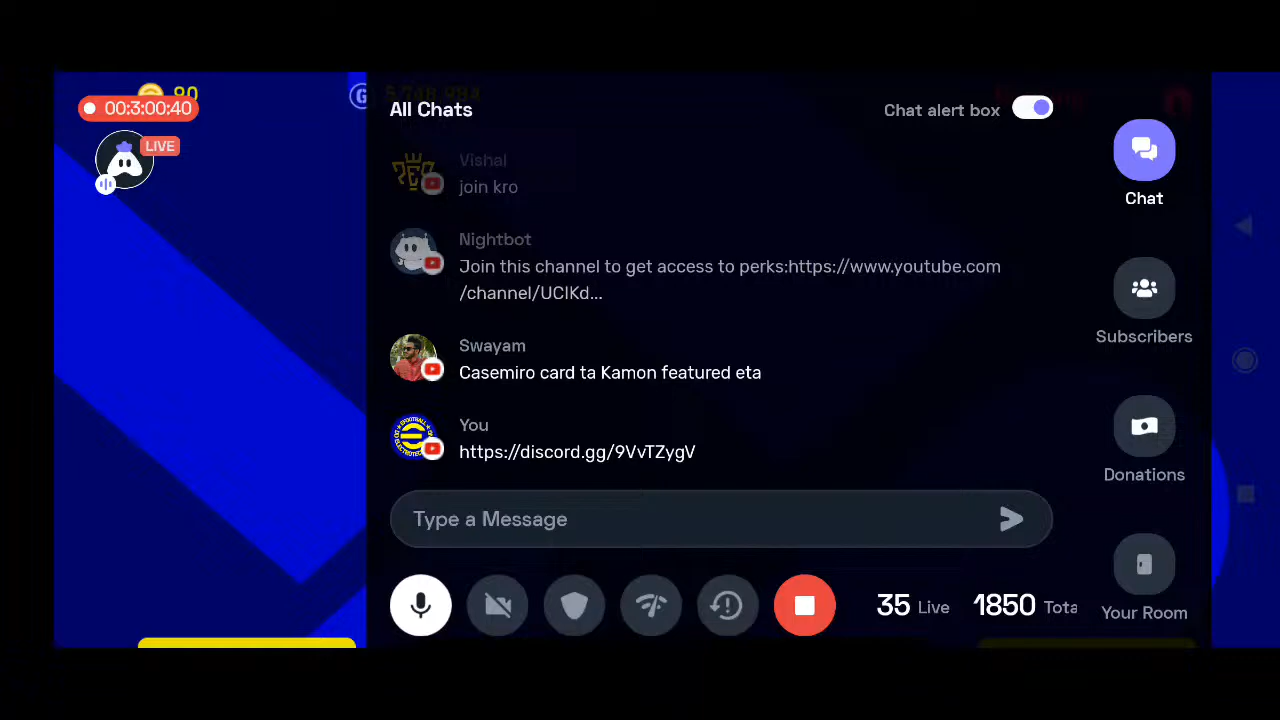 80
00:3:00:40
LIVE
All Chats
Chat alert box
Vishal
join kro
Nightbot
Join this channel to get access to perks:https://www.youtube.com
/channel/UCIKd...
Swayam
Casemiro card ta Kamon featured eta
You
https://discord.gg/9VvTZygV
Type a Message
35 Live
1850 Tota
Chat
Subscribers
Donations
Your Room